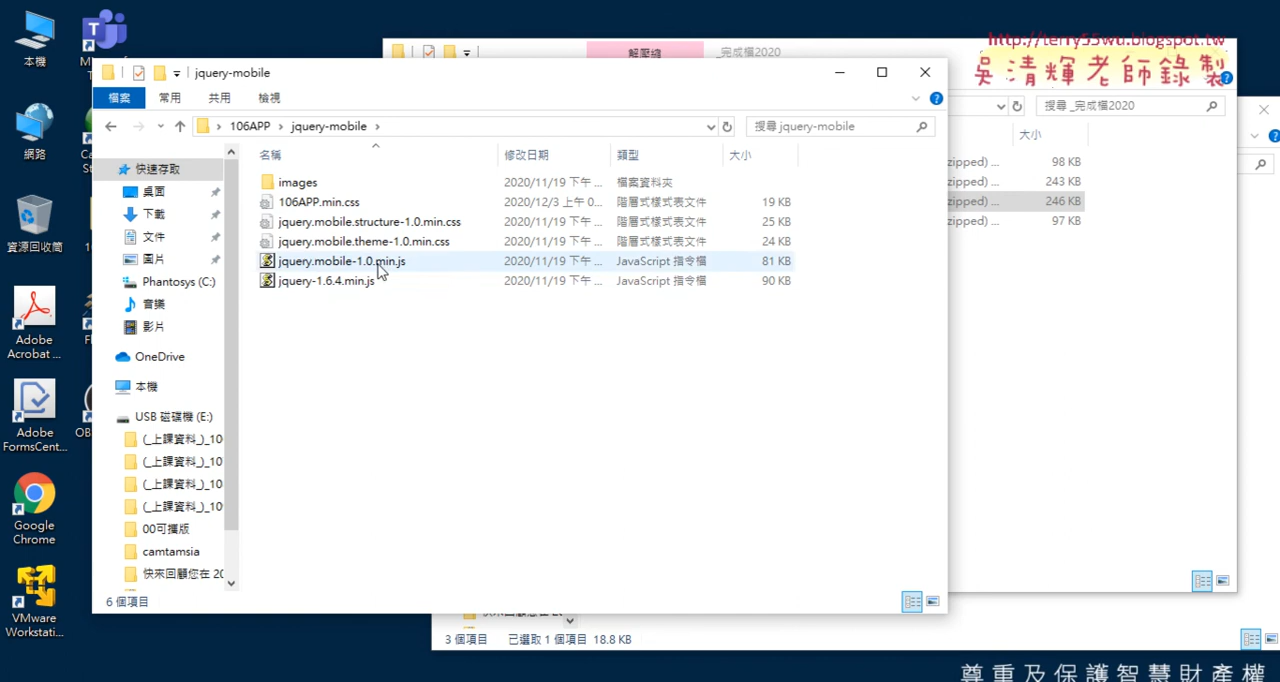 本機
網路
資源回收筒
Adobe
Acrobat ...
Adobe
FormsCent...
Google
Chrome
VMware
Workstati...
解壓縮
_完成檔2020
http://terry55wu.blogspot.tw
吳清輝老師錄製
jquery-mobile
檔案
常用
共用
檢視
106APP
jquery-mobile
搜尋 jquery-mobile
搜尋 _完成檔2020
名稱
修改日期
類型
大小
大小
快速存取
桌面
下載
文件
圖片
Phantosys (C:)
音樂
影片
OneDrive
本機
USB 磁碟機 (E:)
(_上課資料_)_10
(_上課資料_)_10
(_上課資料_)_10
(_上課資料_)_10
00可攜版
camtamsia
快來回顧您在 20
images 2020/11/19 下午 ... 檔案資料夾
106APP.min.css 2020/12/3 上午 0... 階層式樣式表文件 19 KB
jquery.mobile.structure-1.0.min.css 2020/11/19 下午 ... 階層式樣式表文件 25 KB
jquery.mobile.theme-1.0.min.css 2020/11/19 下午 ... 階層式樣式表文件 24 KB
jquery.mobile-1.0.min.js 2020/11/19 下午 ... JavaScript 指令檔 81 KB
jquery-1.6.4.min.js 2020/11/19 下午 ... JavaScript 指令檔 90 KB
zipped) ... 98 KB
zipped) ... 243 KB
zipped) ... 246 KB
zipped) ... 97 KB
6 個項目
3 個項目 已選取 1 個項目 18.8 KB
尊重及保護智慧財產權